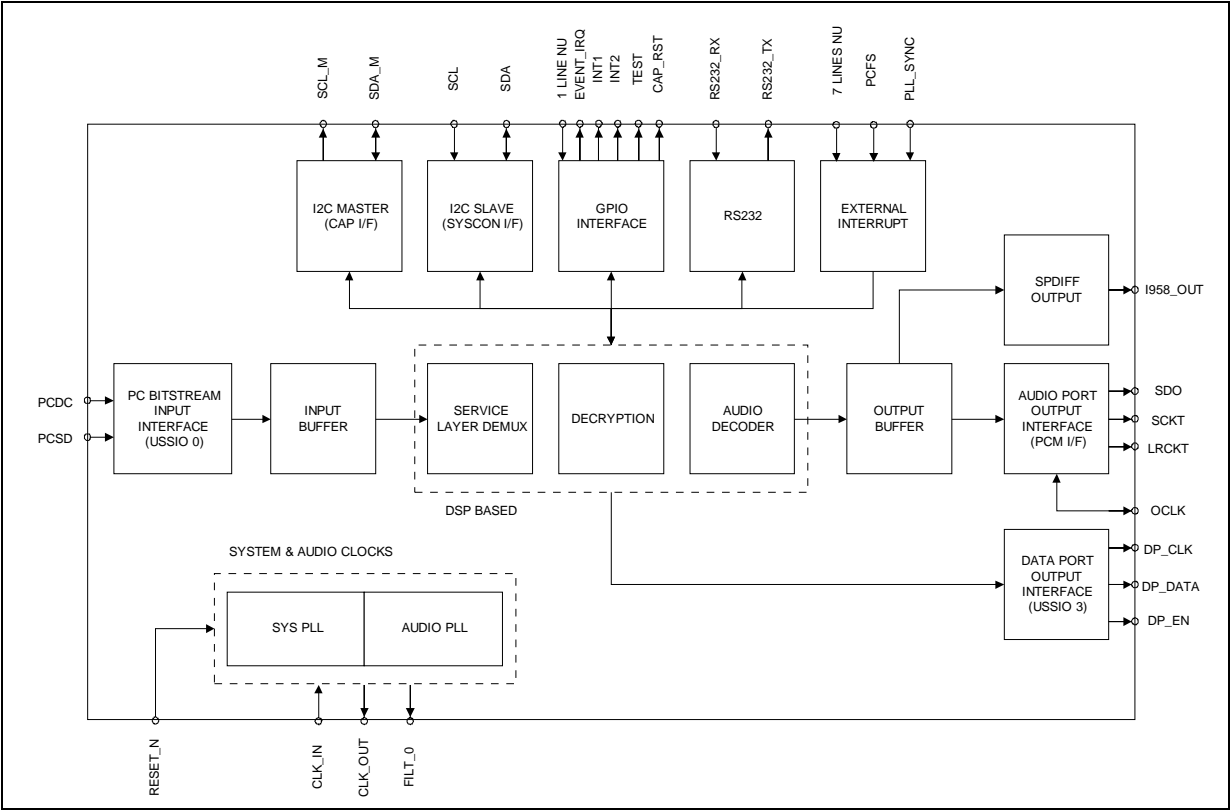 SCL_M
SDA_M
SCL
SDA
1 LINE NU
EVENT_IRQ
INT1
INT2
TEST
CAP_RST
RS232_RX
RS232_TX
7 LINES NU
PCFS
PLL_SYNC
I2C MASTER
(CAP I/F)
I2C SLAVE
(SYSCON I/F)
GPIO
INTERFACE
RS232
EXTERNAL
INTERRUPT
SPDIFF
OUTPUT
I958_OUT
PCDC
PCSD
PC BITSTREAM
INPUT
INTERFACE
(USSIO 0)
INPUT
BUFFER
SERVICE
LAYER DEMUX
DECRYPTION
AUDIO
DECODER
OUTPUT
BUFFER
AUDIO PORT
OUTPUT
INTERFACE
(PCM I/F)
SDO
SCKT
LRCKT
OCLK
DSP BASED
SYSTEM & AUDIO CLOCKS
SYS PLL
AUDIO PLL
DATA PORT
OUTPUT
INTERFACE
(USSIO 3)
DP_CLK
DP_DATA
DP_EN
RESET_N
CLK_IN
CLK_OUT
FILT_0